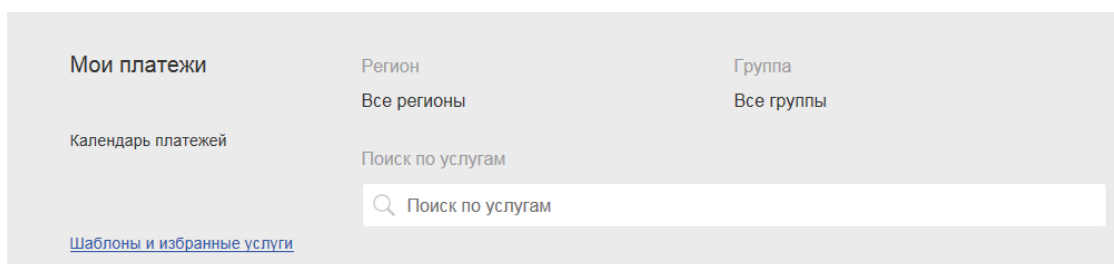 Мои платежи
Календарь платежей
Шаблоны и избранные услуги
Регион
Все регионы
Группа
Все группы
Поиск по услугам
Поиск по услугам